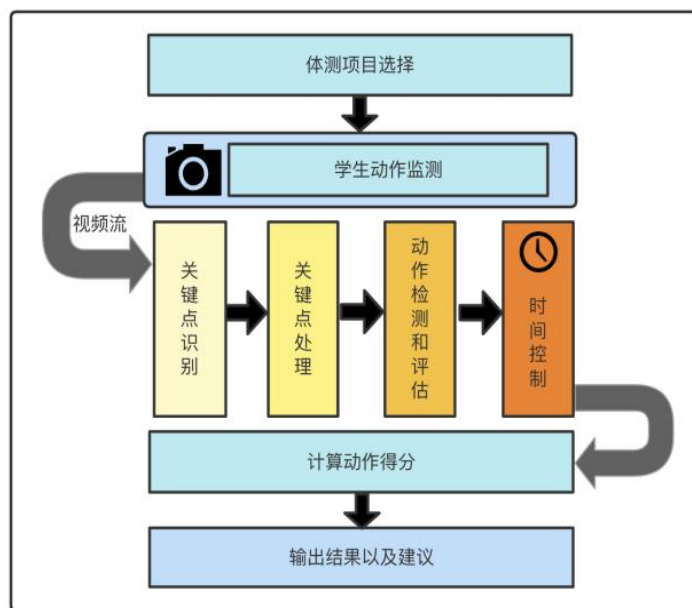 体测项目选择
学生动作监测
视频流
关键点识别
关键点处理
动作检测和评估
时间控制
计算动作得分
输出结果以及建议